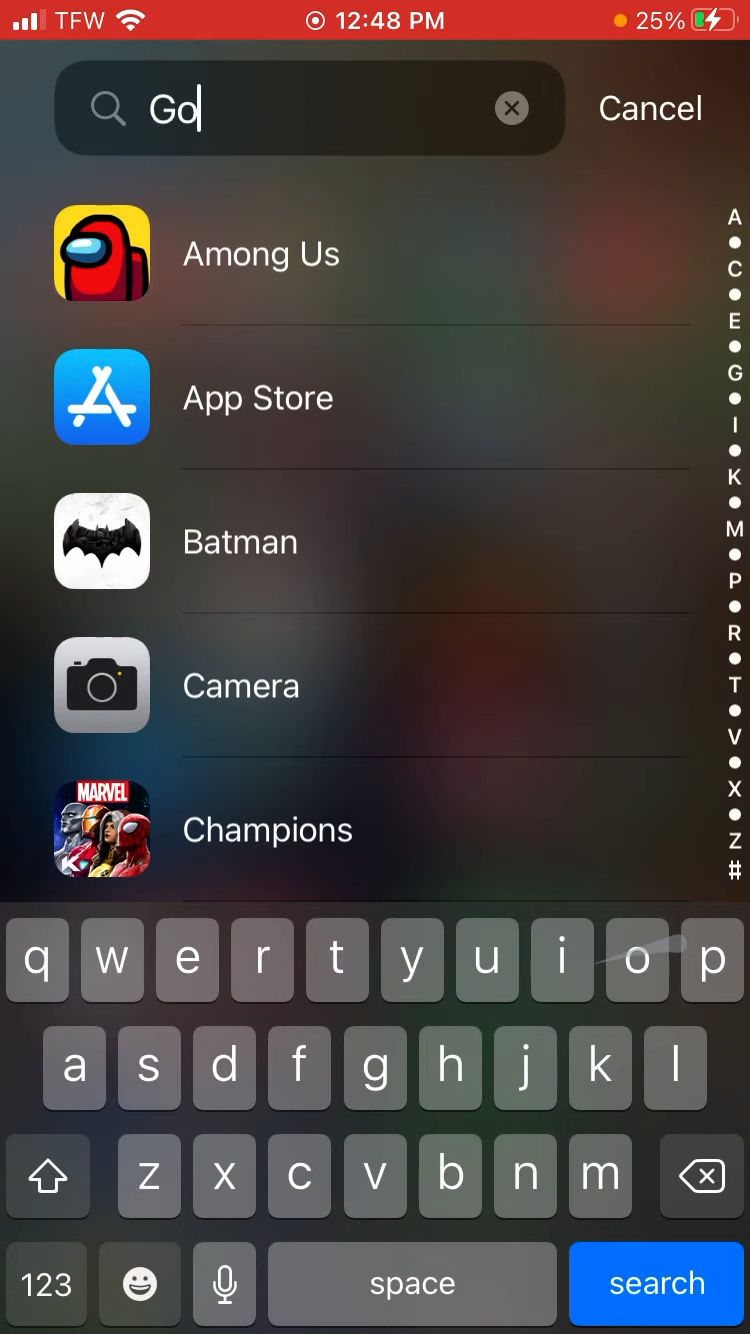 TFW 12:48 PM 25%
Go Cancel
Among Us
App Store
Batman
Camera
MARVEL
Champions
A
C
E
G
I
K
M
P
R
T
V
X
Z
#
q w e r t y u i o p
a s d f g h j k l
z x c v b n m
123 space search